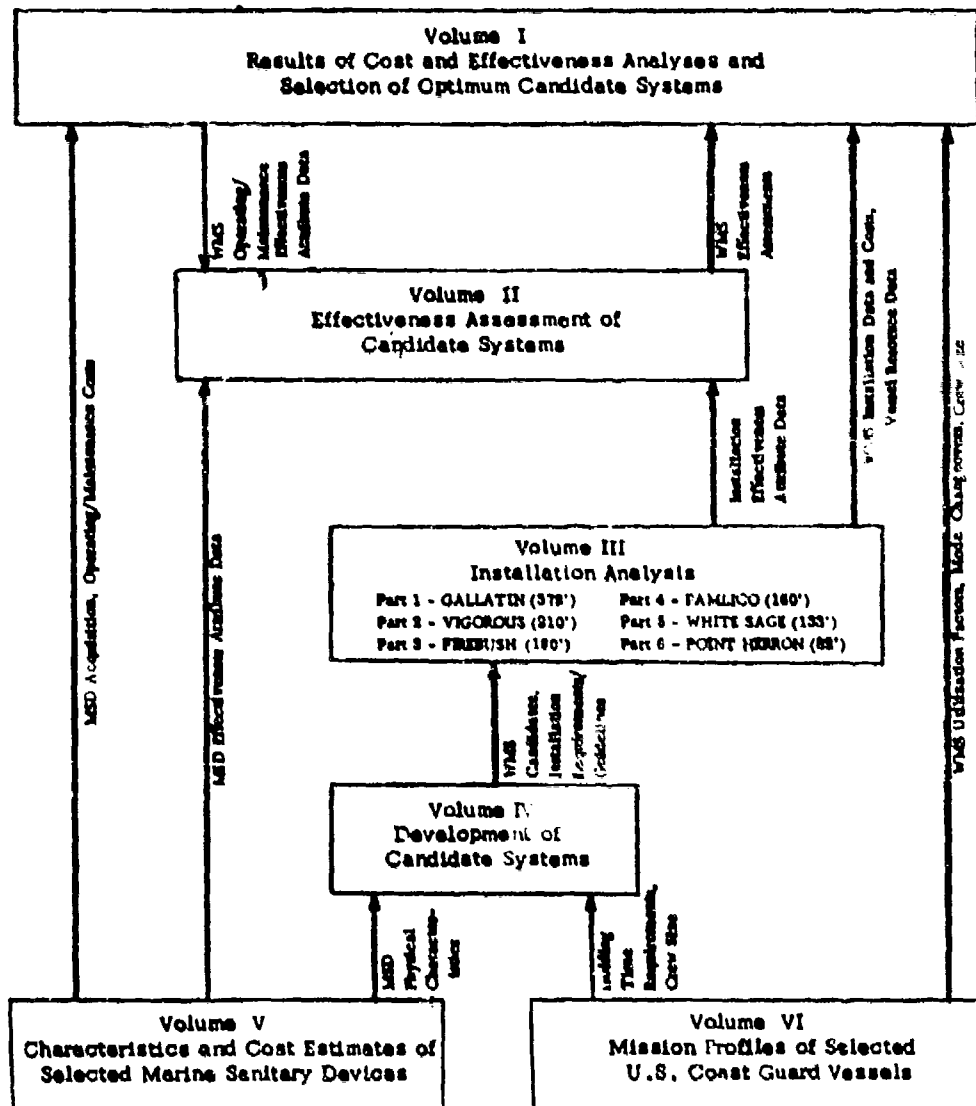 Volume I
Results of Cost and Effectiveness Analyses and
Selection of Optimum Candidate Systems
WMS
Operating/
Maintenance
Effectiveness
Attribute Data
WMS
Effectiveness
Assessment
Volume II
Effectiveness Assessment of
Candidate Systems
MSD Acquisition, Operating/Maintenance Costs
MSD Effectiveness Attribute Data
Installation
Effectiveness
Attribute Data
WMS Installation Data and Costs,
Vessel Resource Data
WMS Utilization Factors, Mode Changeovers, Crew
Volume III
Installation Analysis
Part 1 - GALLATIN (378')
Part 2 - VIGOROUS (210')
Part 3 - FIREBUSH (180')
Part 4 - PAMLICO (160')
Part 5 - WHITE SAGE (133')
Part 6 - POINT HERRON (82')
WMS
Candidates,
Installation
Requirements/
Guidelines
Volume IV
Development of
Candidate Systems
MSD
Physical
Character-
istics
Holding
Time
Requirements,
Crew Size
Volume V
Characteristics and Cost Estimates of
Selected Marine Sanitary Devices
Volume VI
Mission Profiles of Selected
U.S. Coast Guard Vessels